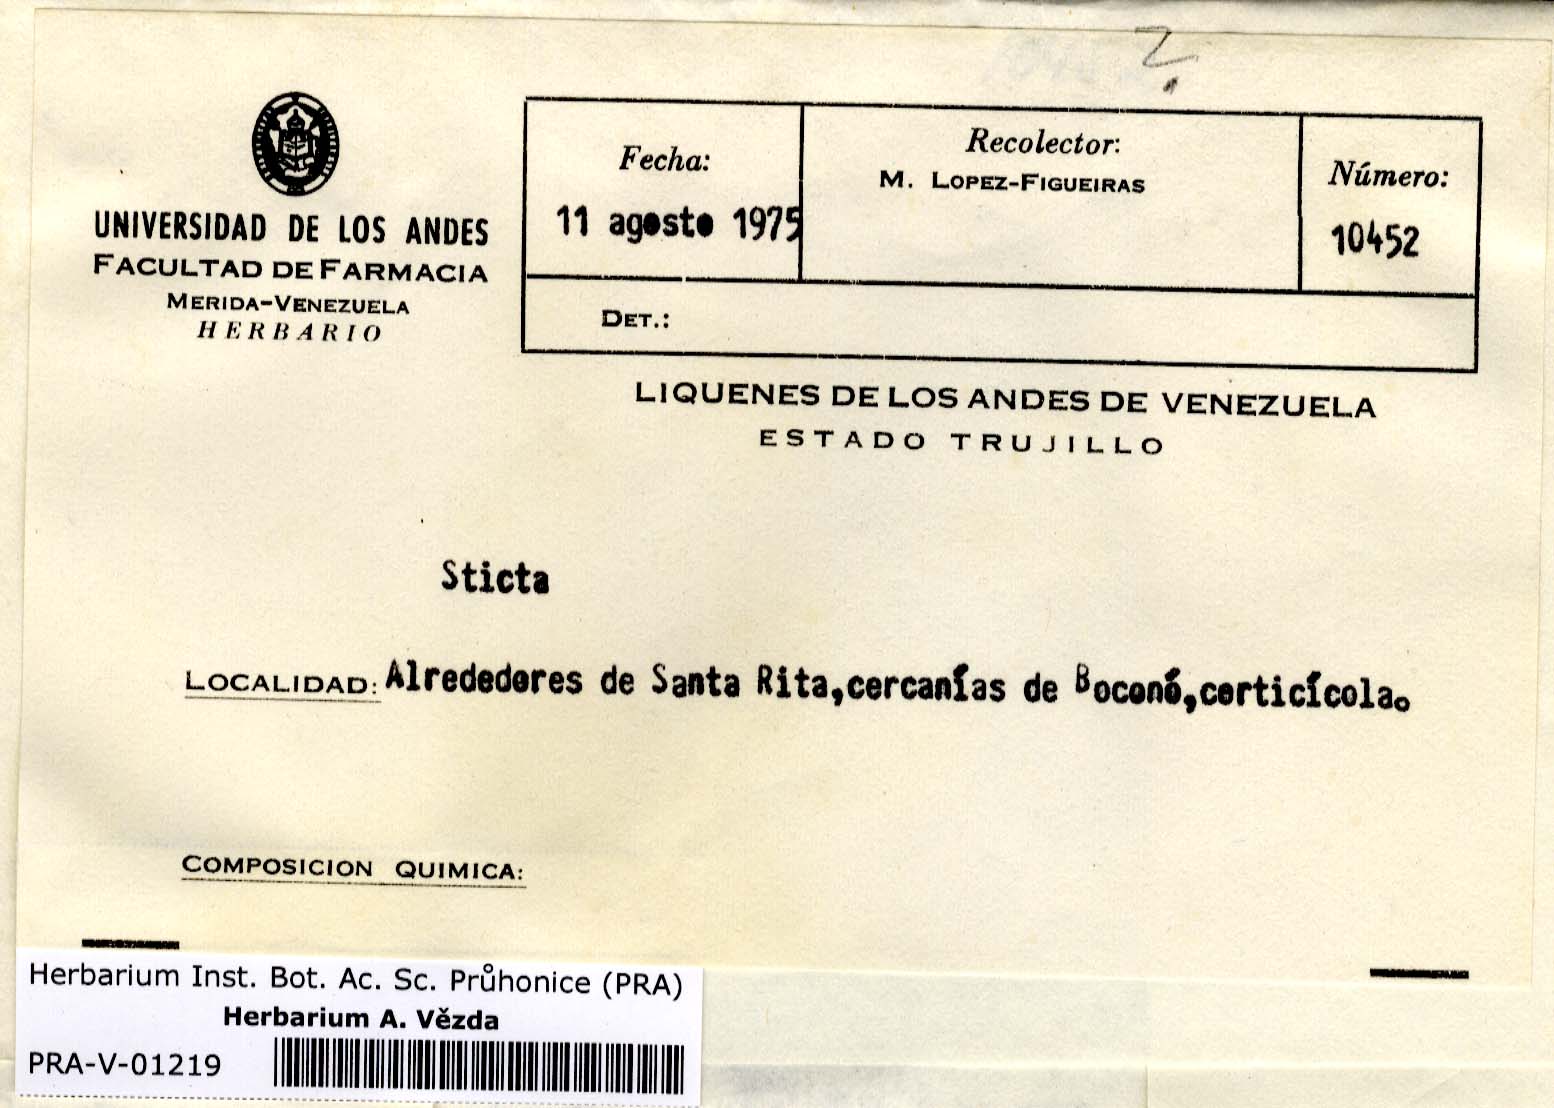 ?
UNIVERSIDAD DE LOS ANDES
FACULTAD DE FARMACIA
MERIDA-VENEZUELA
HERBARIO
Fecha:
11 agosto 1975
Recolector:
M. LOPEZ-FIGUEIRAS
Número:
10452
DET.:
LIQUENES DE LOS ANDES DE VENEZUELA
ESTADO TRUJILLO
Sticta
LOCALIDAD: Alrededores de Santa Rita,cercanías de Boconó,corticícola.
COMPOSICION QUIMICA:
Herbarium Inst. Bot. Ac. Sc. Průhonice (PRA)
Herbarium A. Vězda
PRA-V-01219